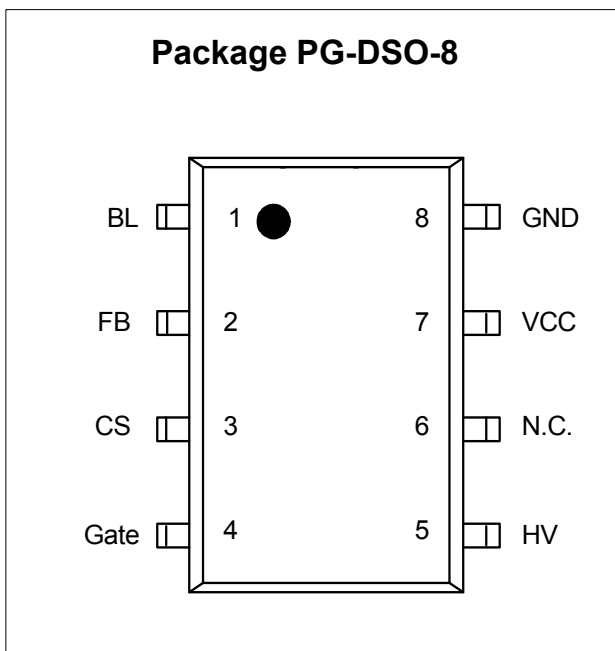 Package PG-DSO-8
BL 1 8 GND
FB 2 7 VCC
CS 3 6 N.C.
Gate 4 5 HV